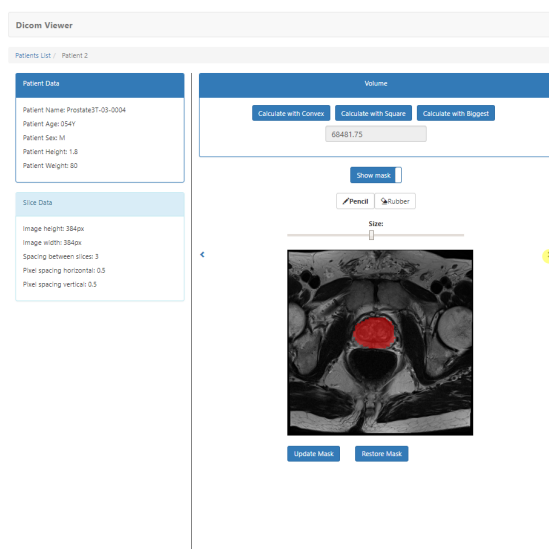 Dicom Viewer
Patients List / Patient 2
Patient Data
Patient Name: Prostate3T-03-0004
Patient Age: 054Y
Patient Sex: M
Patient Height: 1.8
Patient Weight: 80
Slice Data
Image height: 384px
Image width: 384px
Spacing between slices: 3
Pixel spacing horizontal: 0.5
Pixel spacing vertical: 0.5
Volume
Calculate with Convex Calculate with Square Calculate with Biggest
68481.75
Show mask
Pencil Rubber
Size:
Update Mask Restore Mask